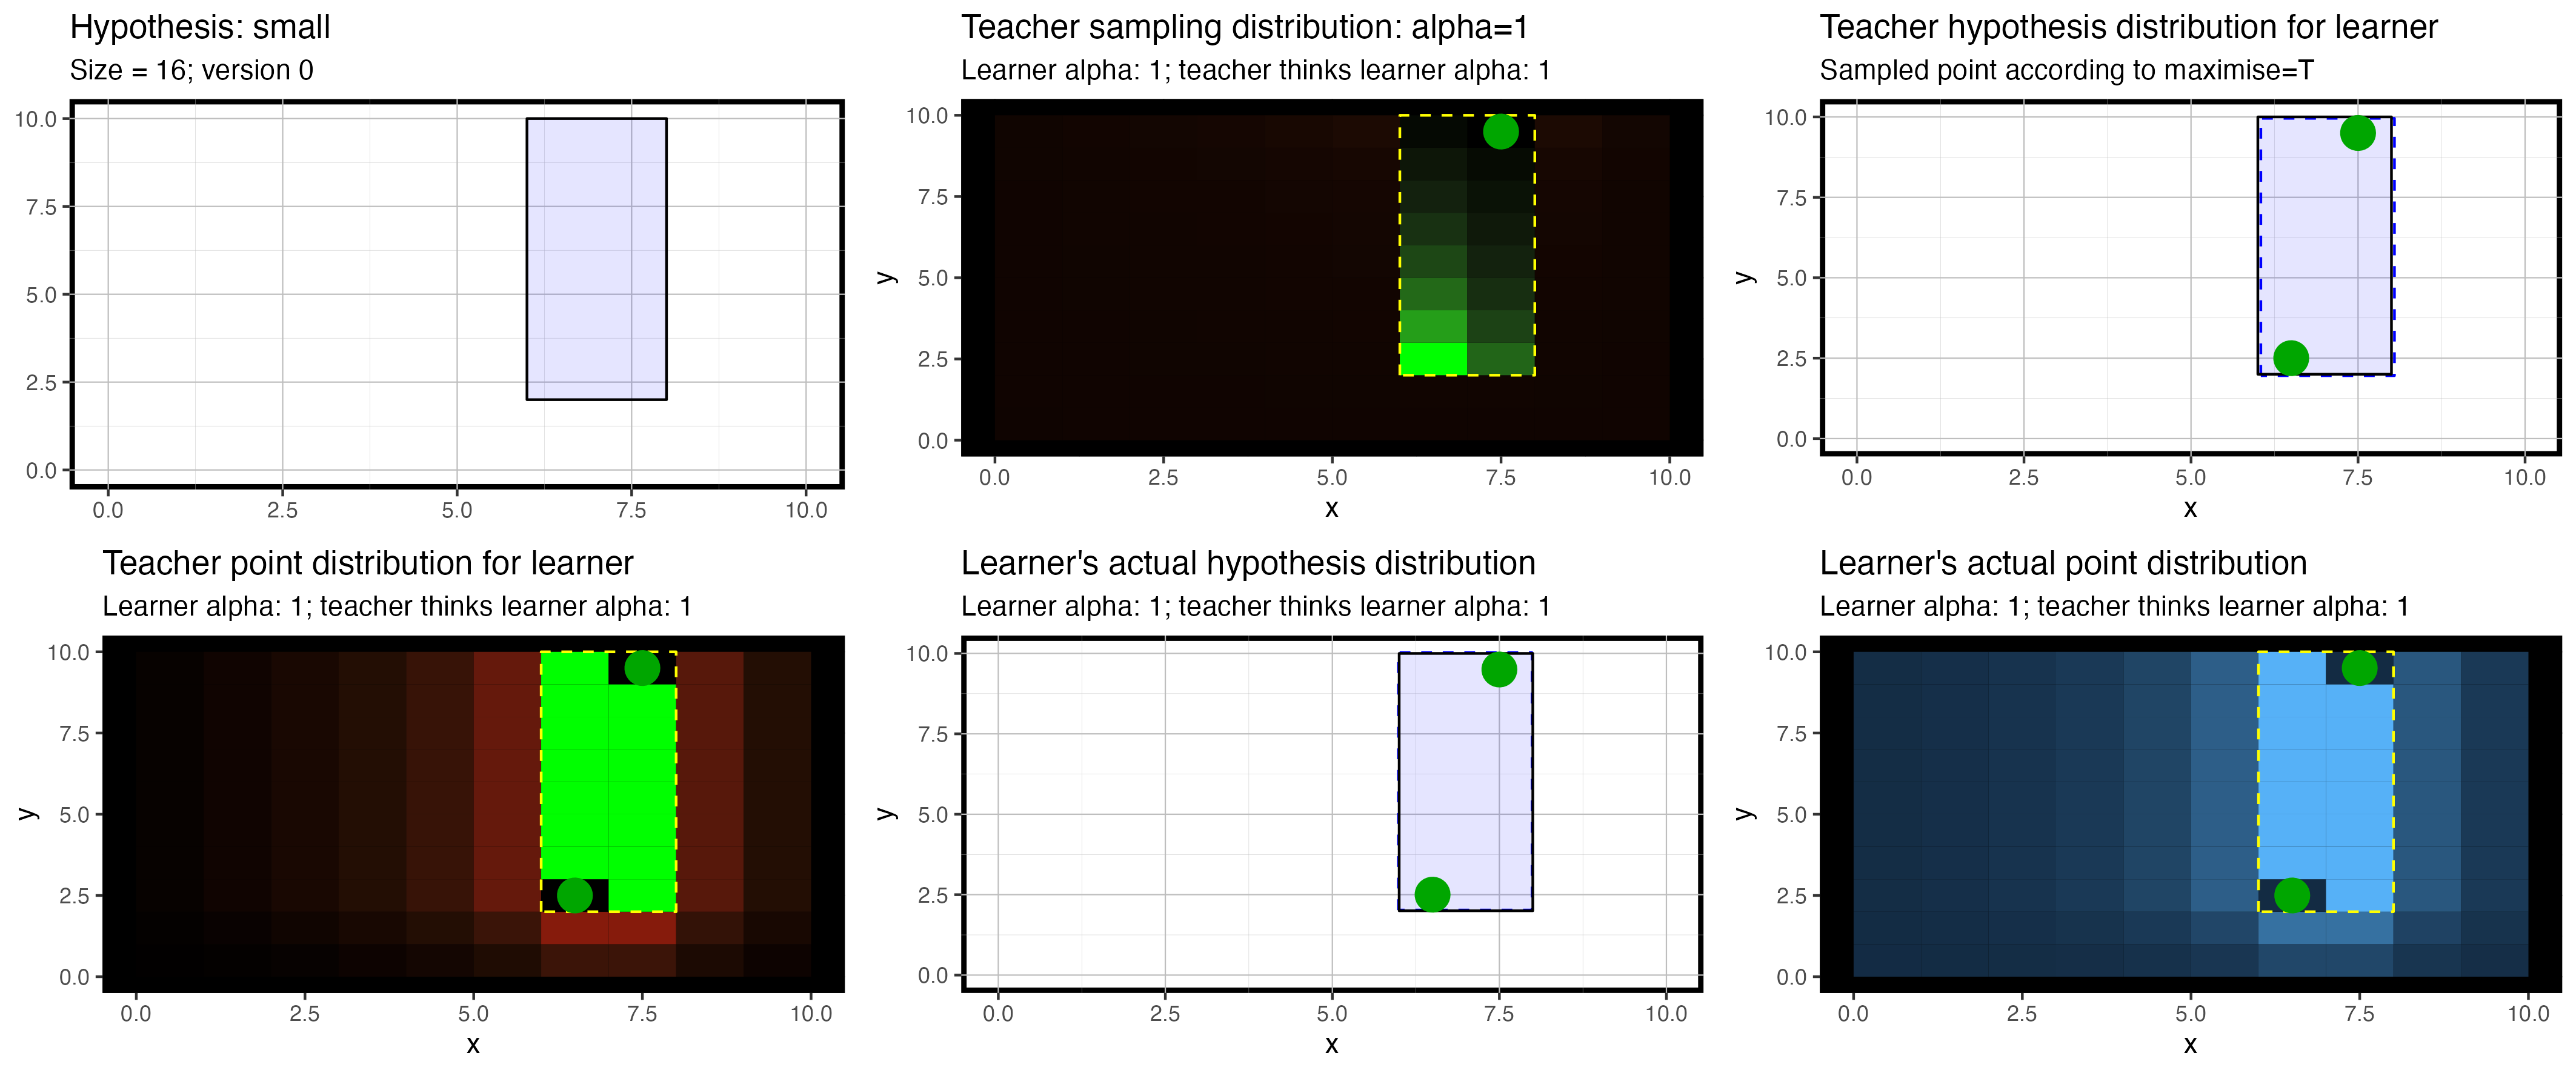 Hypothesis: small
Size = 16; version 0
10.0
7.5
5.0
2.5
0.0
0.0 2.5 5.0 7.5 10.0
Teacher sampling distribution: alpha=1
Learner alpha: 1; teacher thinks learner alpha: 1
y
10.0
7.5
5.0
2.5
0.0
0.0 2.5 5.0 7.5 10.0
x
Teacher hypothesis distribution for learner
Sampled point according to maximise=T
y
10.0
7.5
5.0
2.5
0.0
0.0 2.5 5.0 7.5 10.0
x
Teacher point distribution for learner
Learner alpha: 1; teacher thinks learner alpha: 1
y
10.0
7.5
5.0
2.5
0.0
0.0 2.5 5.0 7.5 10.0
x
Learner's actual hypothesis distribution
Learner alpha: 1; teacher thinks learner alpha: 1
y
10.0
7.5
5.0
2.5
0.0
0.0 2.5 5.0 7.5 10.0
x
Learner's actual point distribution
Learner alpha: 1; teacher thinks learner alpha: 1
y
10.0
7.5
5.0
2.5
0.0
0.0 2.5 5.0 7.5 10.0
x